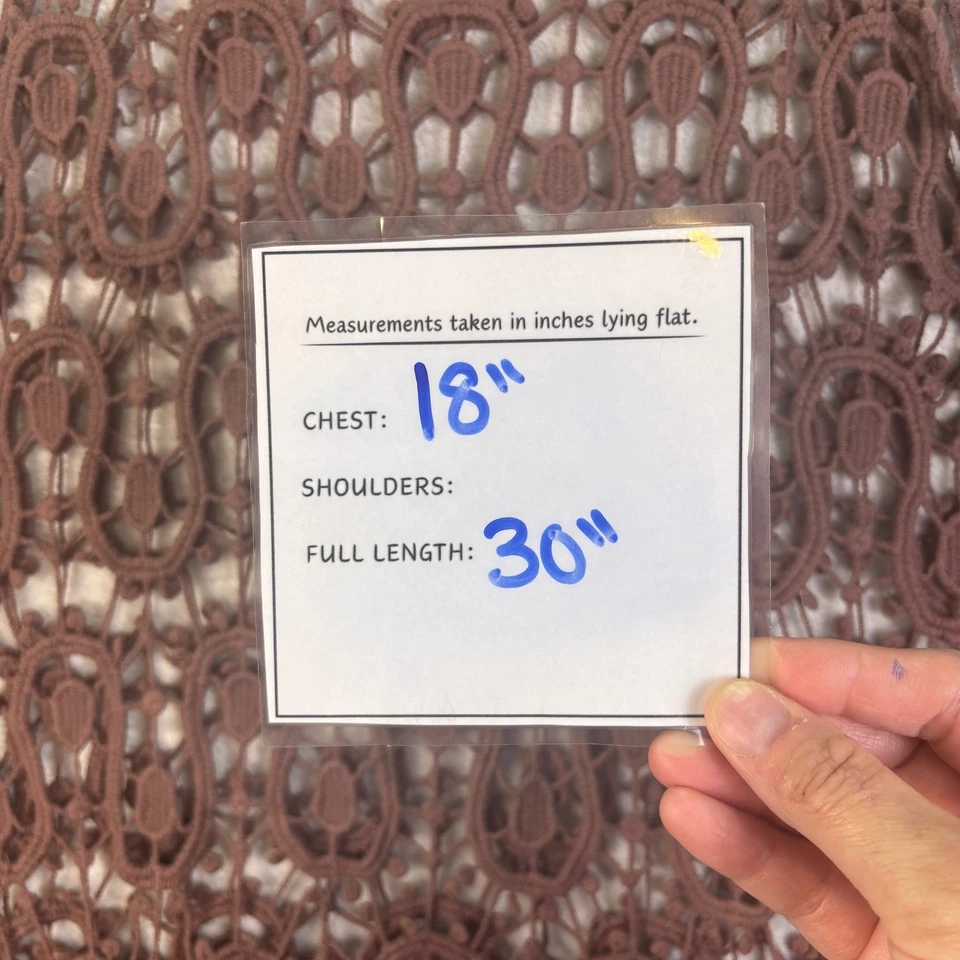 Measurements taken in inches lying flat.
CHEST: 18"
SHOULDERS:
FULL LENGTH: 30"